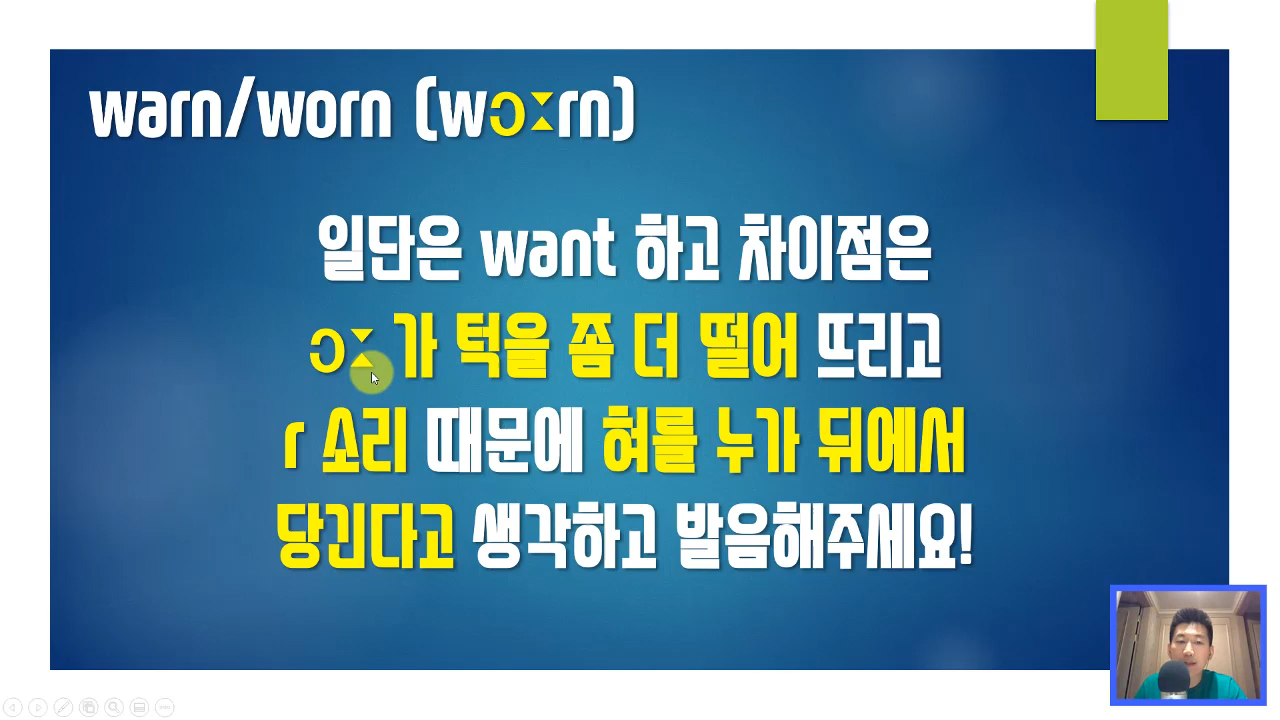 warn/worn (wɔːrn)
일단은 want 하고 차이점은
ɔː 가 턱을 좀 더 떨어 뜨리고
r 소리 때문에 혀를 누가 뒤에서
당긴다고 생각하고 발음해주세요!